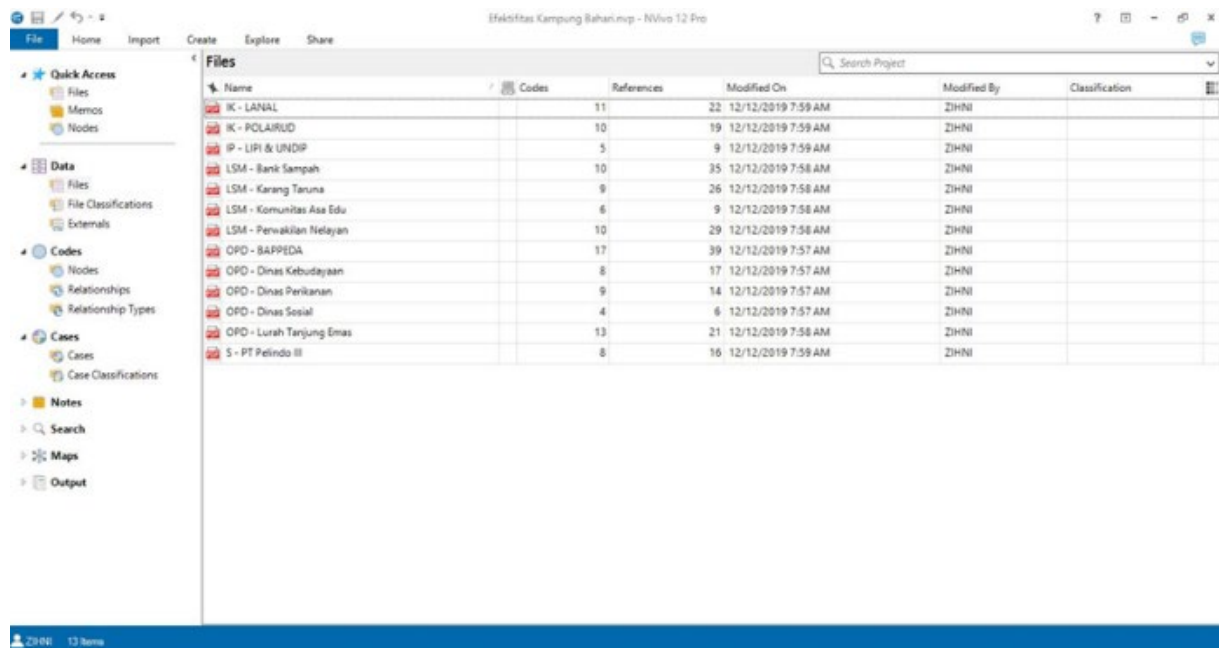 Efektifitas Kampung Bahari.nvp - NVivo 12 Pro
File Home Import Create Explore Share
Quick Access
Files
Memos
Nodes
Data
Files
File Classifications
Externals
Codes
Nodes
Relationships
Relationship Types
Cases
Cases
Case Classifications
Notes
Search
Maps
Output
Files
Search Project
Name Codes References Modified On Modified By Classification
IK - LANAL 11 22 12/12/2019 7:59 AM ZIHNI
IK - POLAIRUD 10 19 12/12/2019 7:59 AM ZIHNI
IP - LIPI & UNDIP 5 9 12/12/2019 7:59 AM ZIHNI
LSM - Bank Sampah 10 35 12/12/2019 7:58 AM ZIHNI
LSM - Karang Taruna 9 26 12/12/2019 7:58 AM ZIHNI
LSM - Komunitas Asa Edu 6 9 12/12/2019 7:58 AM ZIHNI
LSM - Perwakilan Nelayan 10 29 12/12/2019 7:58 AM ZIHNI
OPD - BAPPEDA 17 39 12/12/2019 7:57 AM ZIHNI
OPD - Dinas Kebudayaan 8 17 12/12/2019 7:57 AM ZIHNI
OPD - Dinas Perikanan 9 14 12/12/2019 7:57 AM ZIHNI
OPD - Dinas Sosial 4 6 12/12/2019 7:57 AM ZIHNI
OPD - Lurah Tanjung Emas 13 21 12/12/2019 7:58 AM ZIHNI
S - PT Pelindo III 8 16 12/12/2019 7:59 AM ZIHNI
ZIHNI 13 Items